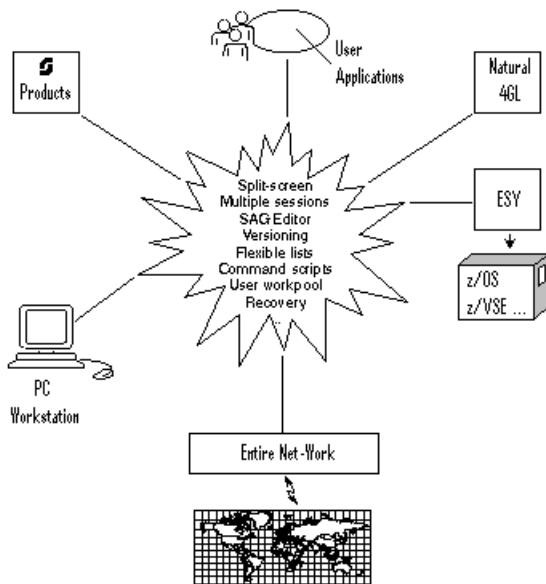 User
Applications
Products
Natural
4GL
Split-screen
Multiple sessions
SAG Editor
Versioning
Flexible lists
Command scripts
User workpool
Recovery
...
ESY
z/OS
z/VSE ...
PC
Workstation
Entire Net-Work